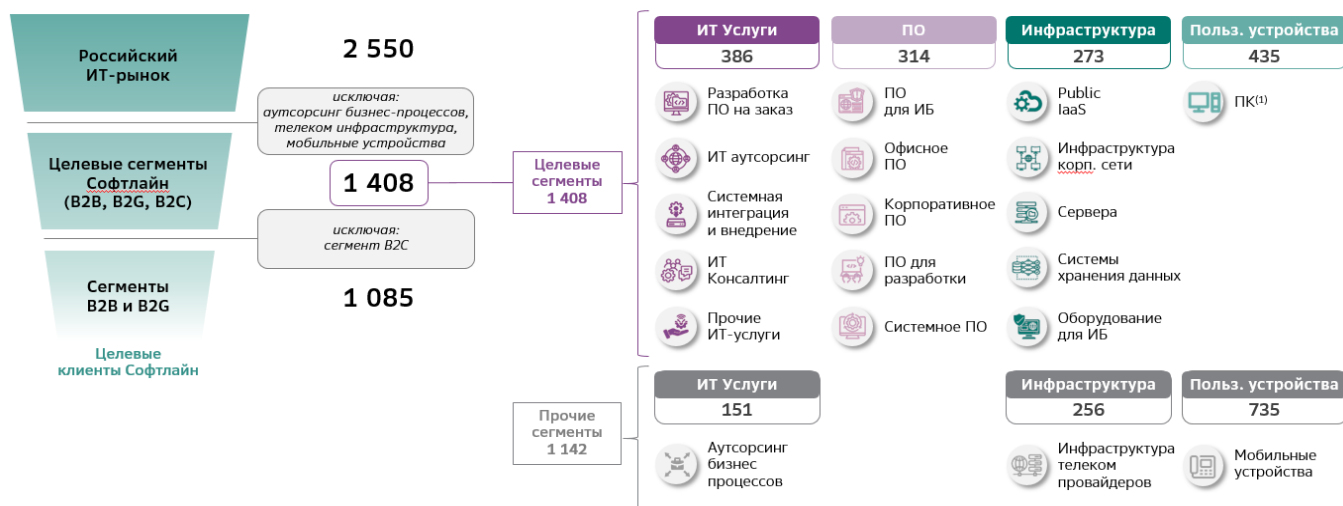 Российский
ИТ-рынок
2 550
исключая:
аутсорсинг бизнес-процессов,
телеком инфраструктура,
мобильные устройства
Целевые сегменты
Софтлайн
(B2B, B2G, B2C)
1 408
исключая:
сегмент B2C
Сегменты
B2B и B2G
1 085
Целевые
клиенты Софтлайн
Целевые
сегменты
1 408
ИТ Услуги
386
Разработка
ПО на заказ
ИТ аутсорсинг
Системная
интеграция
и внедрение
ИТ
Консалтинг
Прочие
ИТ-услуги
ПО
314
ПО
для ИБ
Офисное
ПО
Корпоративное
ПО
ПО для
разработки
Системное ПО
Инфраструктура
273
Public
IaaS
Инфраструктура
корп. сети
Сервера
Системы
хранения данных
Оборудование
для ИБ
Польз. устройства
435
ПК(1)
Прочие
сегменты
1 142
ИТ Услуги
151
Аутсорсинг
бизнес
процессов
Инфраструктура
256
Инфраструктура
телеком
провайдеров
Польз. устройства
735
Мобильные
устройства